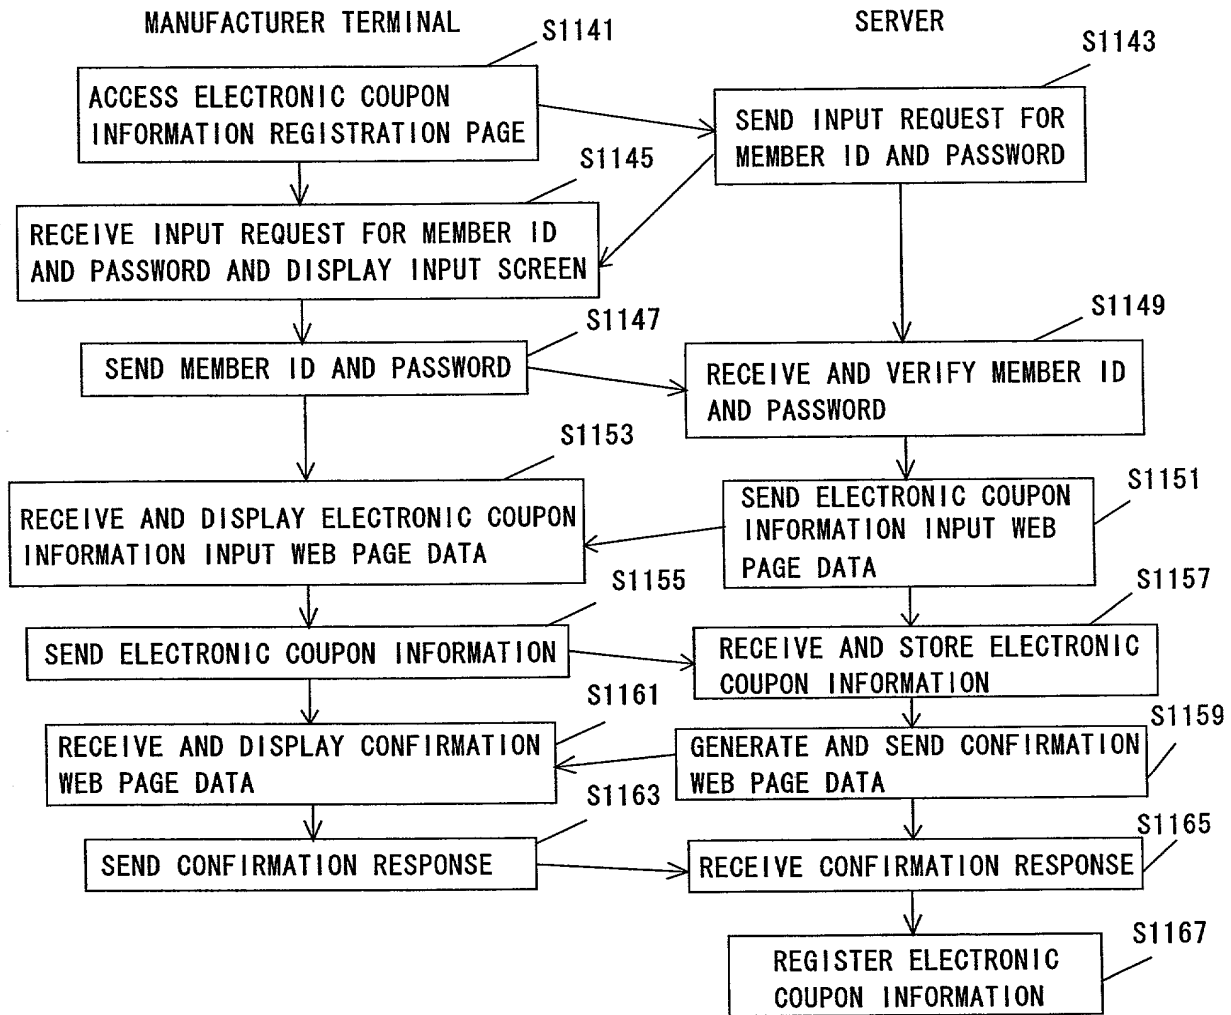 MANUFACTURER TERMINAL
SERVER
S1141
S1143
ACCESS ELECTRONIC COUPON
INFORMATION REGISTRATION PAGE
SEND INPUT REQUEST FOR
MEMBER ID AND PASSWORD
S1145
RECEIVE INPUT REQUEST FOR MEMBER ID
AND PASSWORD AND DISPLAY INPUT SCREEN
S1147
S1149
SEND MEMBER ID AND PASSWORD
RECEIVE AND VERIFY MEMBER ID
AND PASSWORD
S1153
S1151
RECEIVE AND DISPLAY ELECTRONIC COUPON
INFORMATION INPUT WEB PAGE DATA
SEND ELECTRONIC COUPON
INFORMATION INPUT WEB
PAGE DATA
S1155
S1157
SEND ELECTRONIC COUPON INFORMATION
RECEIVE AND STORE ELECTRONIC
COUPON INFORMATION
S1161
S1159
RECEIVE AND DISPLAY CONFIRMATION
WEB PAGE DATA
GENERATE AND SEND CONFIRMATION
WEB PAGE DATA
S1163
S1165
SEND CONFIRMATION RESPONSE
RECEIVE CONFIRMATION RESPONSE
S1167
REGISTER ELECTRONIC
COUPON INFORMATION